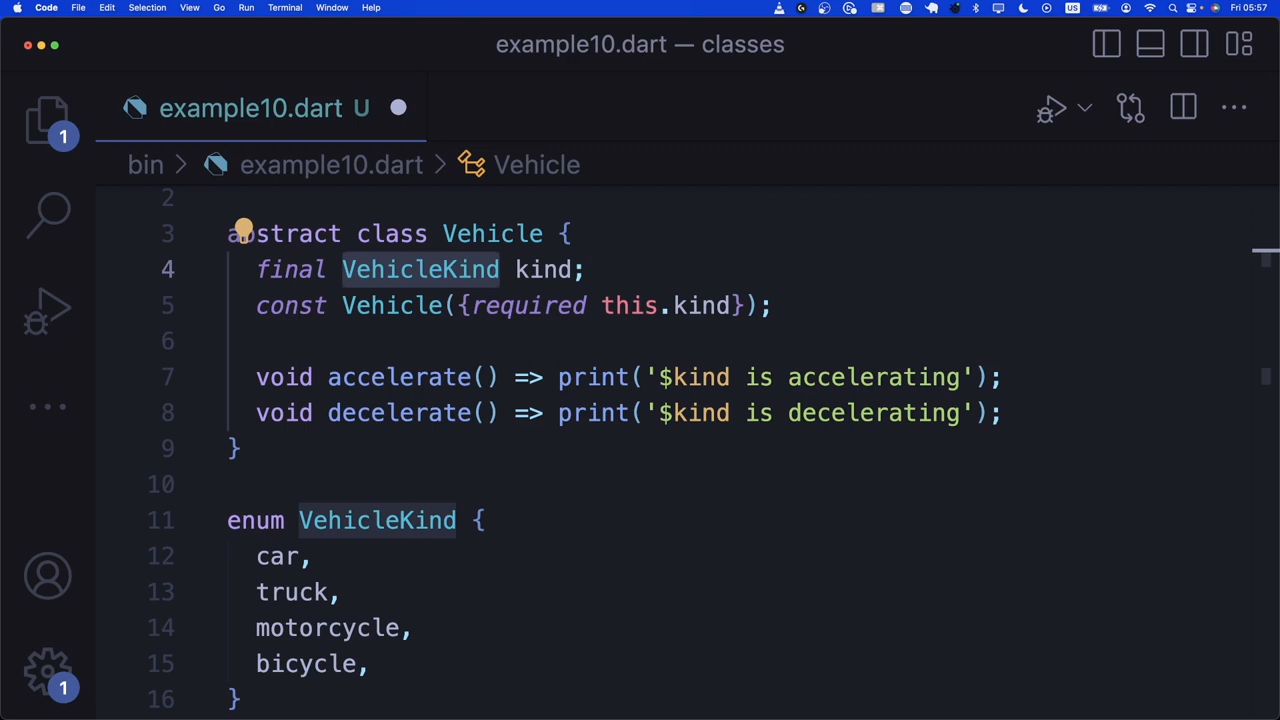 Code File Edit Selection View Go Run Terminal Window Help US Fri 05:57
example10.dart — classes
example10.dart U
bin > example10.dart > Vehicle
2
3 abstract class Vehicle {
4 final VehicleKind kind;
5 const Vehicle({required this.kind});
6
7 void accelerate() => print('$kind is accelerating');
8 void decelerate() => print('$kind is decelerating');
9 }
10
11 enum VehicleKind {
12 car,
13 truck,
14 motorcycle,
15 bicycle,
16 }
1
1